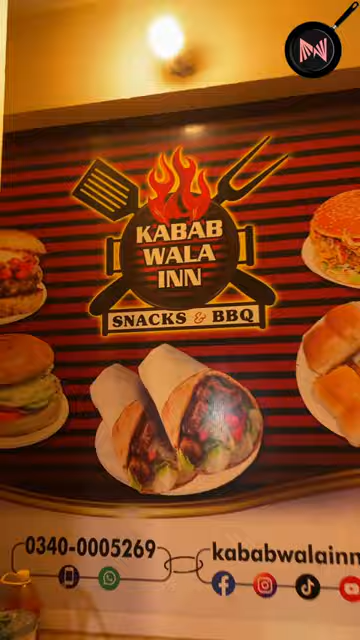 KABAB
WALA
INN
SNACKS & BBQ
0340-0005269
kababwalainn